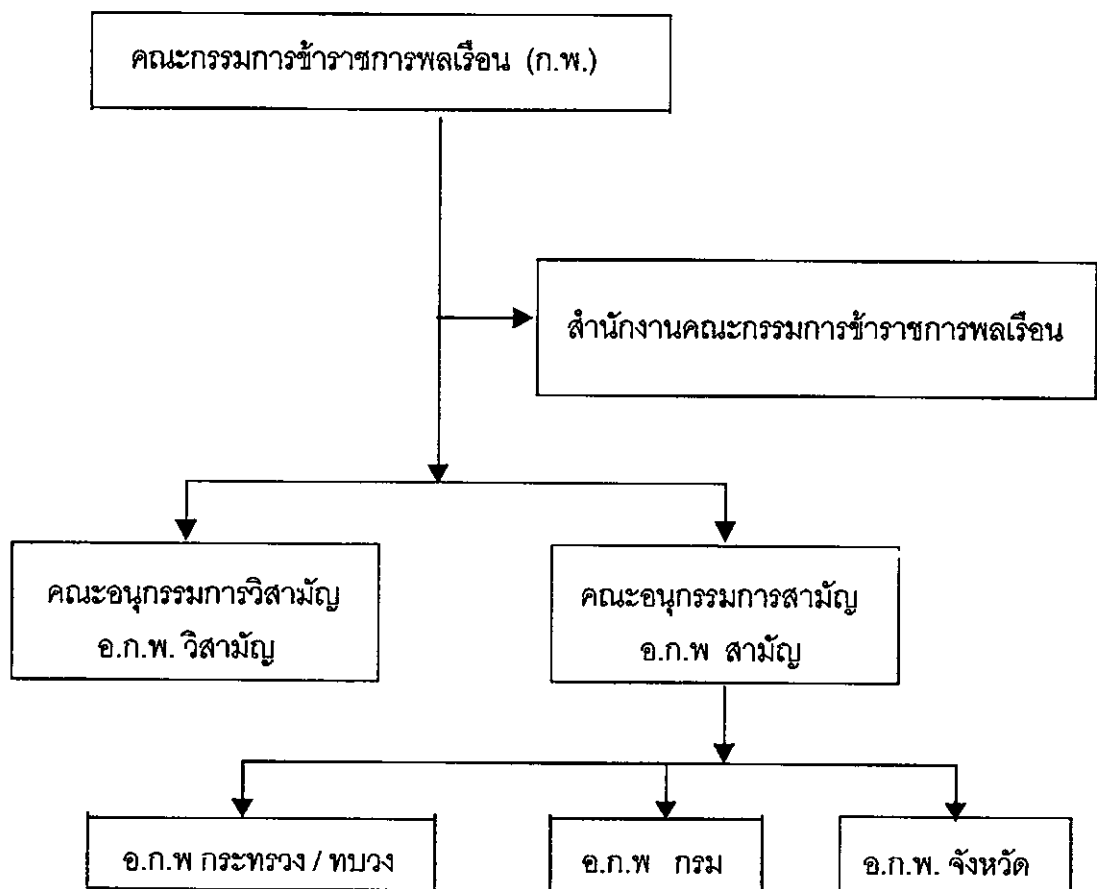 คณะกรรมการข้าราชการพลเรือน (ก.พ.)
สำนักงานคณะกรรมการข้าราชการพลเรือน
คณะอนุกรรมการวิสามัญ
อ.ก.พ. วิสามัญ
คณะอนุกรรมการสามัญ
อ.ก.พ สามัญ
อ.ก.พ กระทรวง / ทบวง
อ.ก.พ กรม
อ.ก.พ. จังหวัด